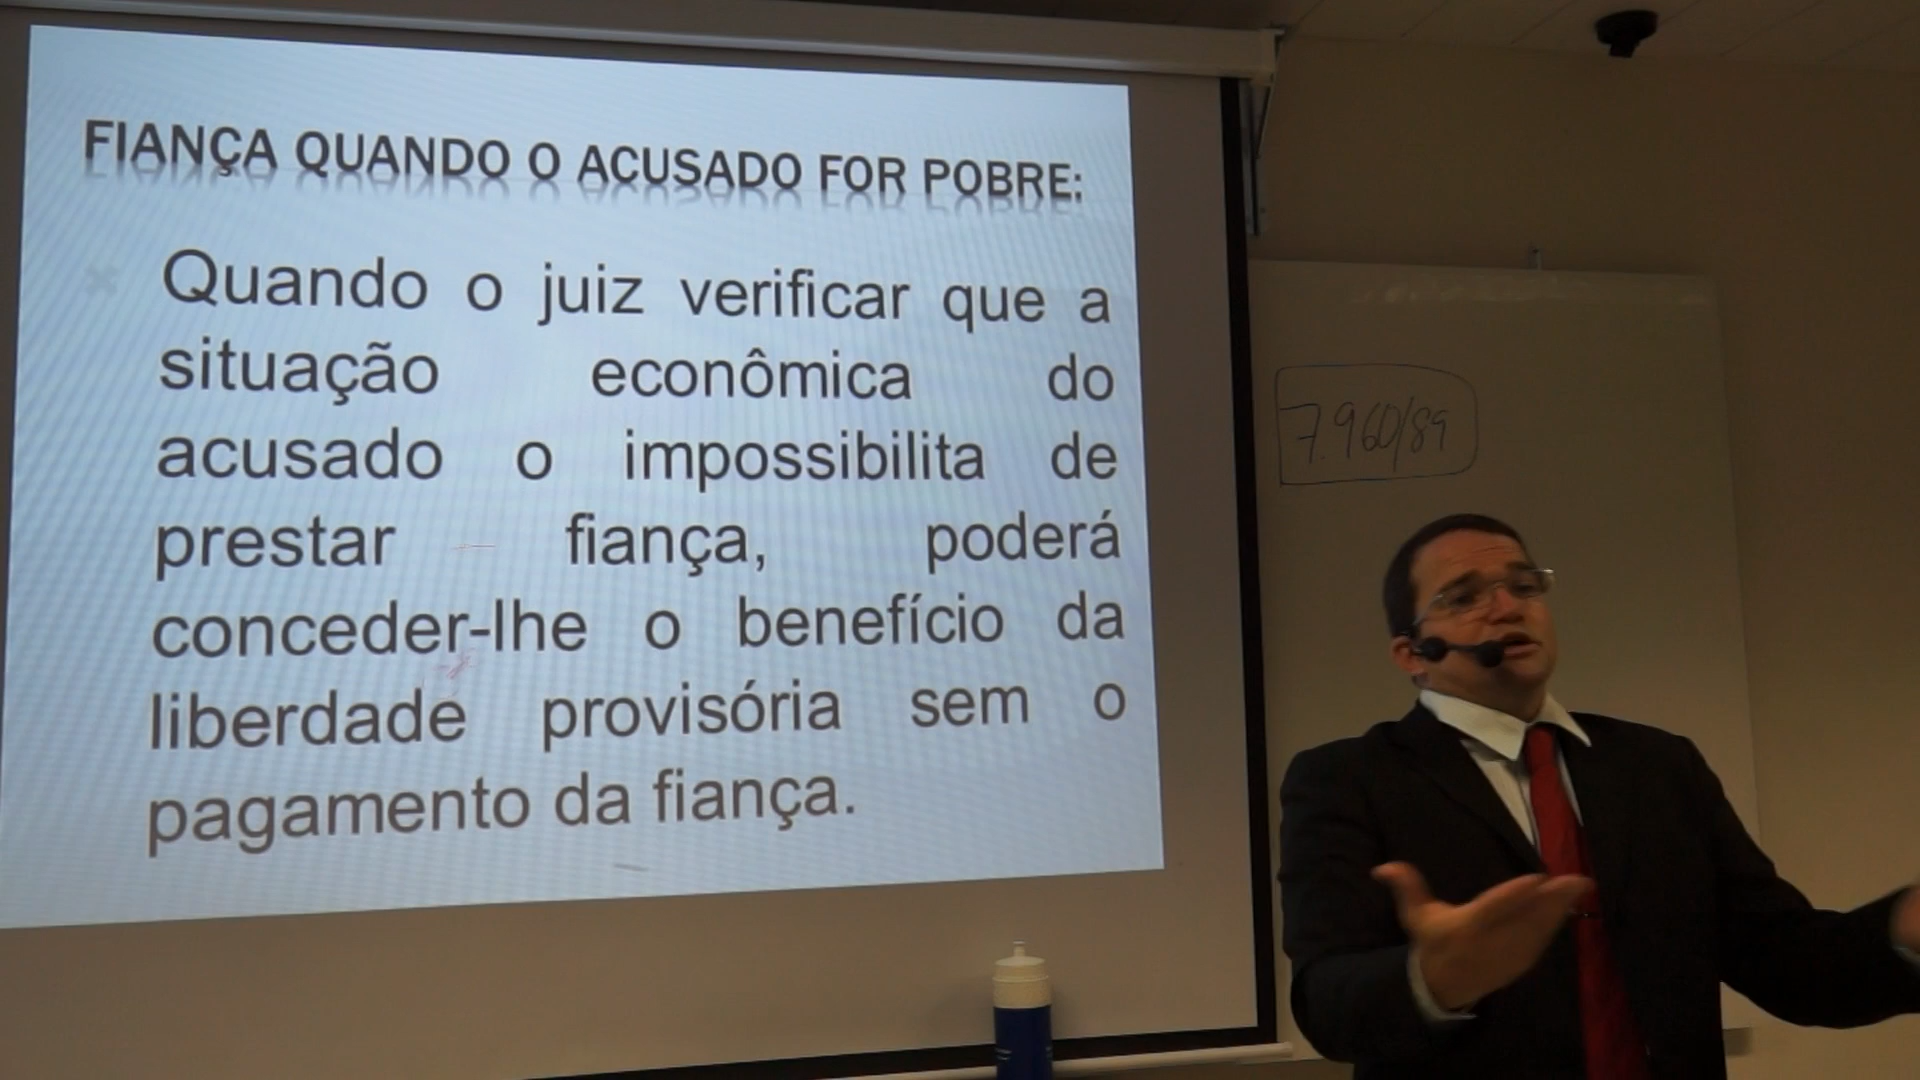 FIANÇA QUANDO O ACUSADO FOR POBRE:
Quando o juiz verificar que a
situação econômica do
acusado o impossibilita de
prestar fiança, poderá
conceder-lhe o benefício da
liberdade provisória sem o
pagamento da fiança.
7.960/89